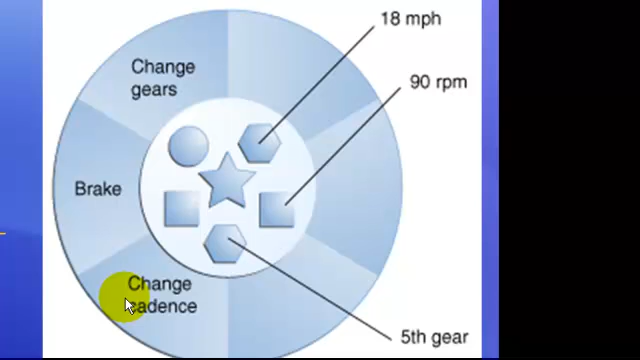 18 mph
Change
gears
90 rpm
Brake
Change
cadence
5th gear